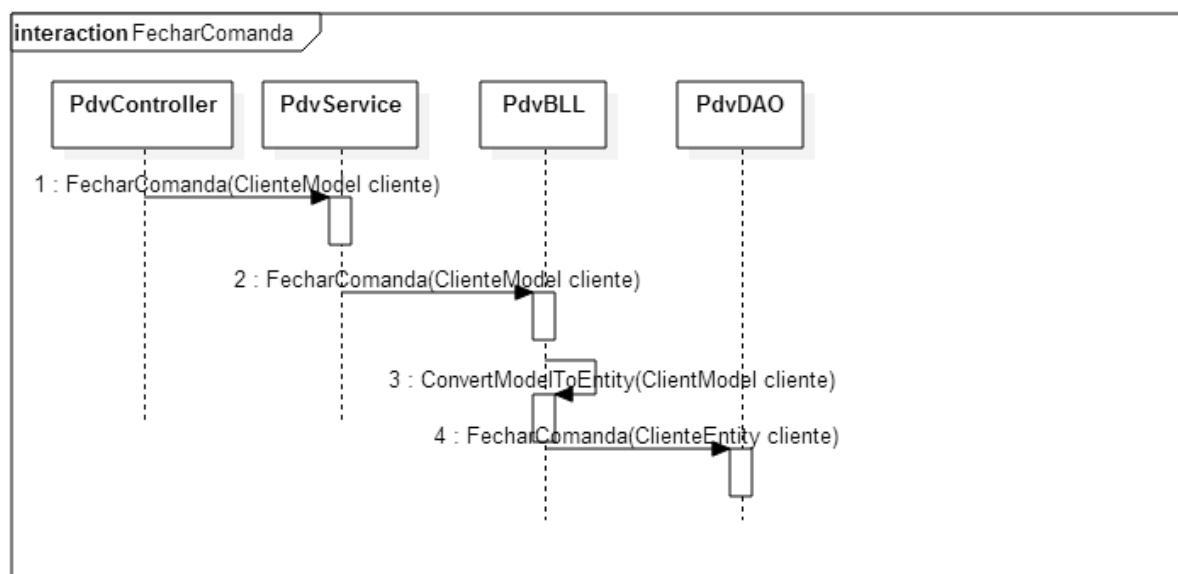 interaction FecharComanda
PdvController PdvService PdvBLL PdvDAO
1 : FecharComanda(ClienteModel cliente)
2 : FecharComanda(ClienteModel cliente)
3 : ConvertModelToEntity(ClientModel cliente)
4 : FecharComanda(ClienteEntity cliente)